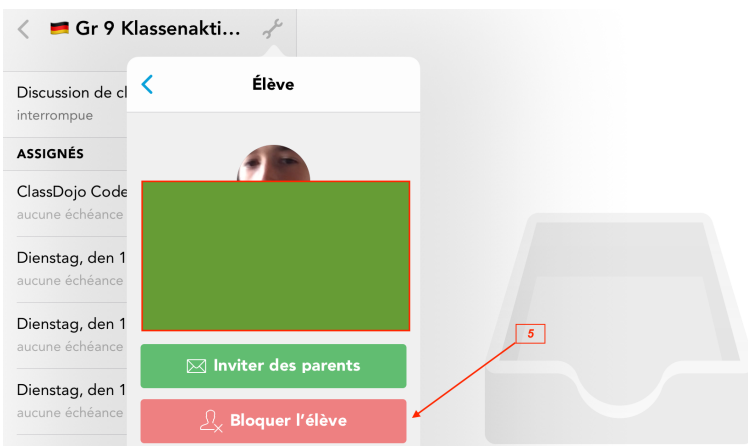 Gr 9 Klassenakti...
Élève
Discussion de cl
interrompue
ASSIGNÉS
ClassDojo Code
aucune échéance
Dienstag, den 1
aucune échéance
Dienstag, den 1
aucune échéance
Dienstag, den 1
aucune échéance
5
Inviter des parents
Bloquer l'élève